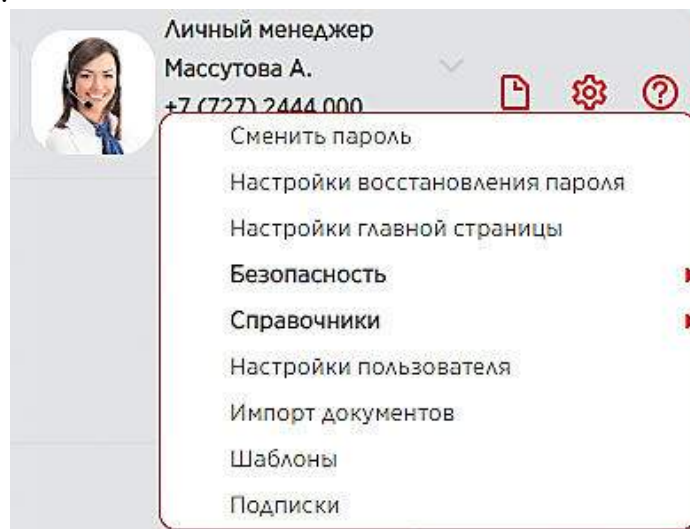 Личный менеджер
Массутова А.
+7 (727) 2444 000
Сменить пароль
Настройки восстановления пароля
Настройки главной страницы
Безопасность
Справочники
Настройки пользователя
Импорт документов
Шаблоны
Подписки